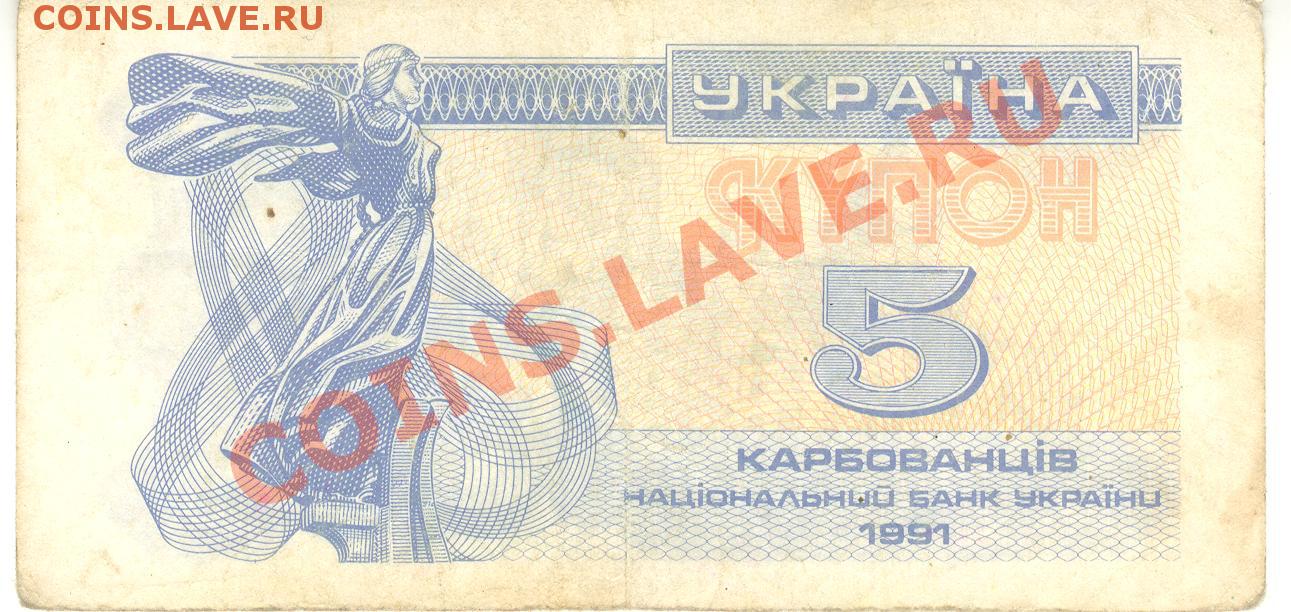 COINS.LAVE.RU
УКРАЇНА
КУПОН
5
COINS.LAVE.RU
КАРБОВАНЦІВ
НАЦІОНАЛЬНИЙ БАНК УКРАЇНИ
1991